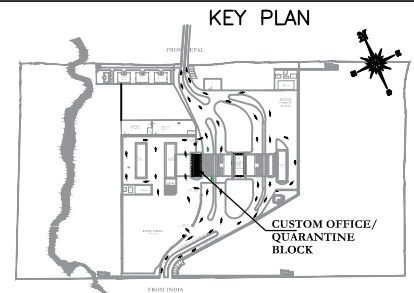 KEY PLAN
FROM NEPAL
CUSTOM OFFICE/
QUARANTINE
BLOCK
FROM INDIA